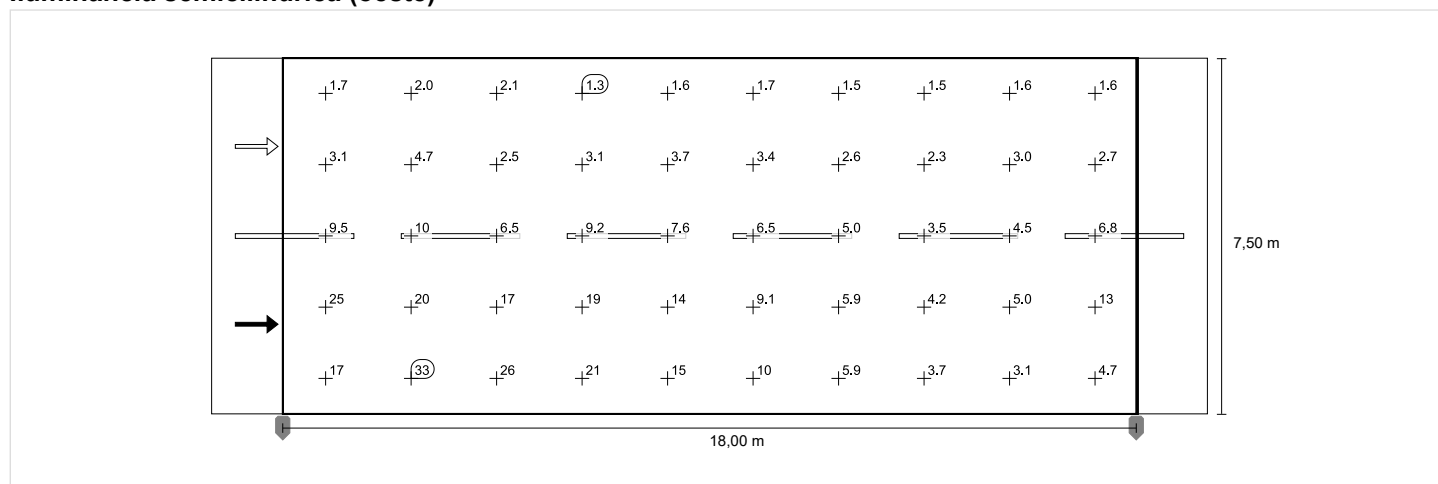 1.7 2.0 2.1 1.3 1.6 1.7 1.5 1.5 1.6 1.6
3.1 4.7 2.5 3.1 3.7 3.4 2.6 2.3 3.0 2.7
9.5 10 6.5 9.2 7.6 6.5 5.0 3.5 4.5 6.8
7,50 m
25 20 17 19 14 9.1 5.9 4.2 5.0 13
17 33 26 21 15 10 5.9 3.7 3.1 4.7
18,00 m